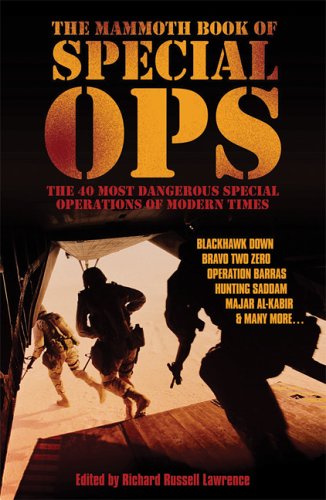 THE MAMMOTH BOOK OF
SPECIAL
OPS
THE 40 MOST DANGEROUS SPECIAL
OPERATIONS OF MODERN TIMES
BLACKHAWK DOWN
BRAVO TWO ZERO
OPERATION BARRAS
HUNTING SADDAM
MAJAR AL-KABIR
& MANY MORE...
Edited by Richard Russell Lawrence